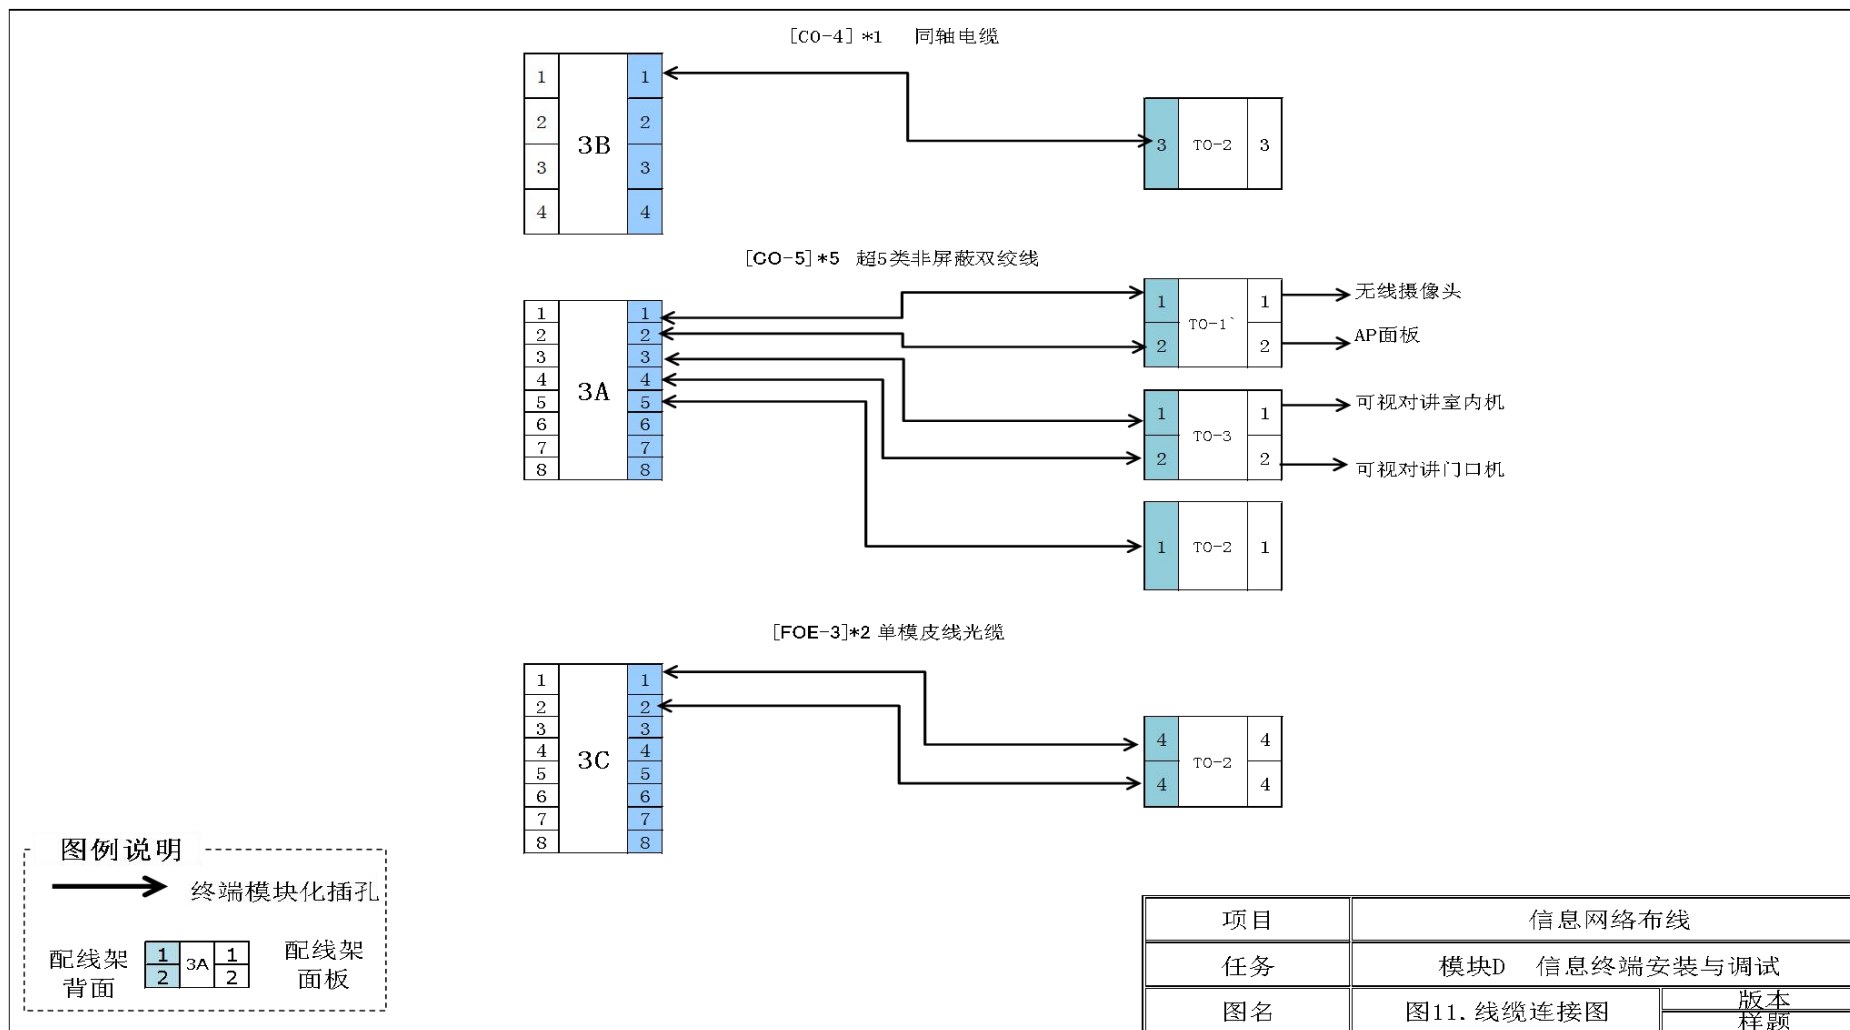 [CO-4]*1 同轴电缆
1 1
2 2
3B
3 3
4 4
3 TO-2 3
[CO-5]*5 超5类非屏蔽双绞线
1 1
2 2
3 3
4 4
3A
5 5
6 6
7 7
8 8
1 1 无线摄像头
TO-1`
2 2 AP面板
1 1 可视对讲室内机
TO-3
2 2 可视对讲门口机
1 TO-2 1
[FOE-3]*2 单模皮线光缆
1 1
2 2
3 3
4 4
3C
5 5
6 6
7 7
8 8
4 4
TO-2
4 4
图例说明
终端模块化插孔
配线架
背面
1 1
3A
2 2
配线架
面板
项目 信息网络布线
任务 模块D 信息终端安装与调试
图名 图11.线缆连接图 版本
样题